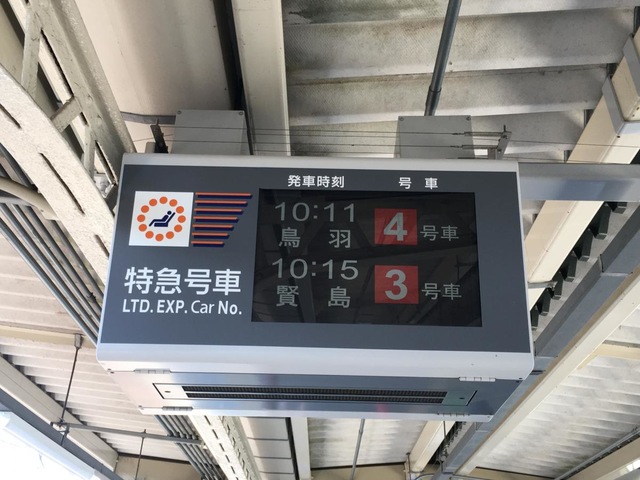 発車時刻 号車
10:11 4号車
鳥羽
10:15 3号車
賢島
特急号車
LTD. EXP. Car No.